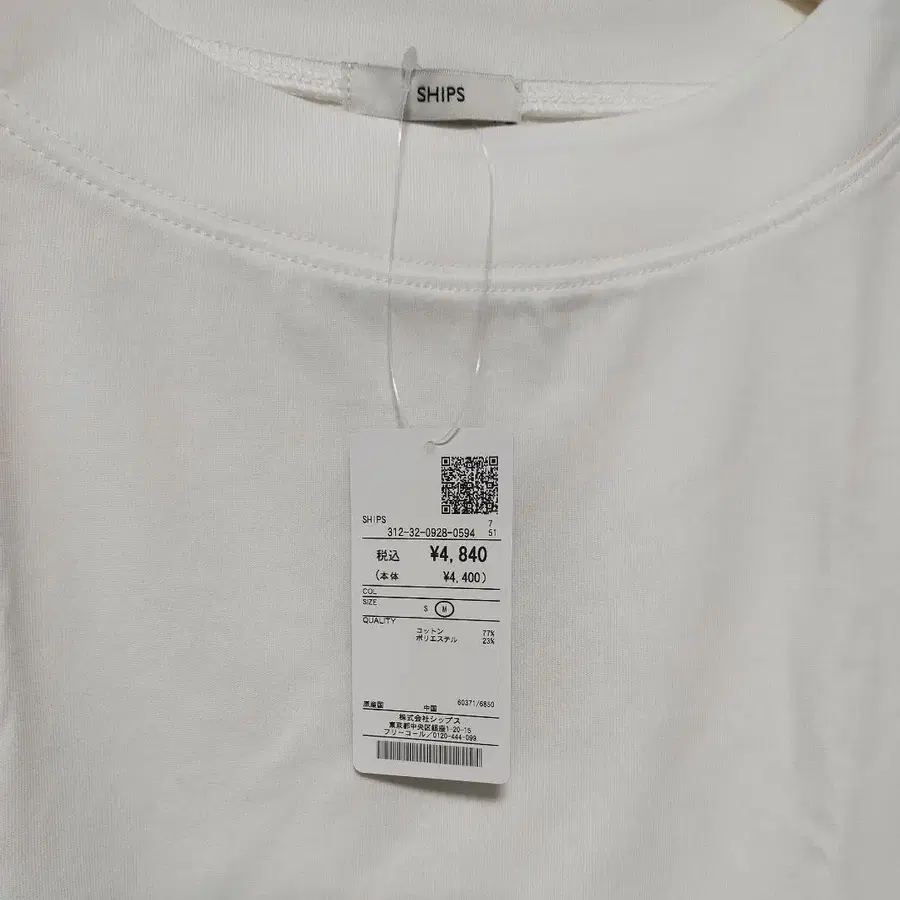 SHIPS
SHIPS 7
312-32-0928-0594 51
税込 ¥4,840
(本体 ¥4,400)
COL
SIZE S M
QUALITY
コットン 77%
ポリエステル 23%
原産国 中国 60371/6850
株式会社シップス
東京都中央区銀座1-20-15
フリーコール/0120-444-099